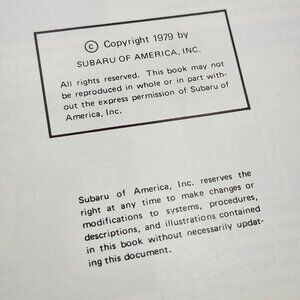 © Copyright 1979 by
SUBARU OF AMERICA, INC.
All rights reserved. This book may not
be reproduced in whole or in part with-
out the express permission of Subaru of
America, Inc.
Subaru of America, Inc. reserves the
right at any time to make changes or
modifications to systems, procedures,
descriptions, and illustrations contained
in this book without necessarily updat-
ing this document.